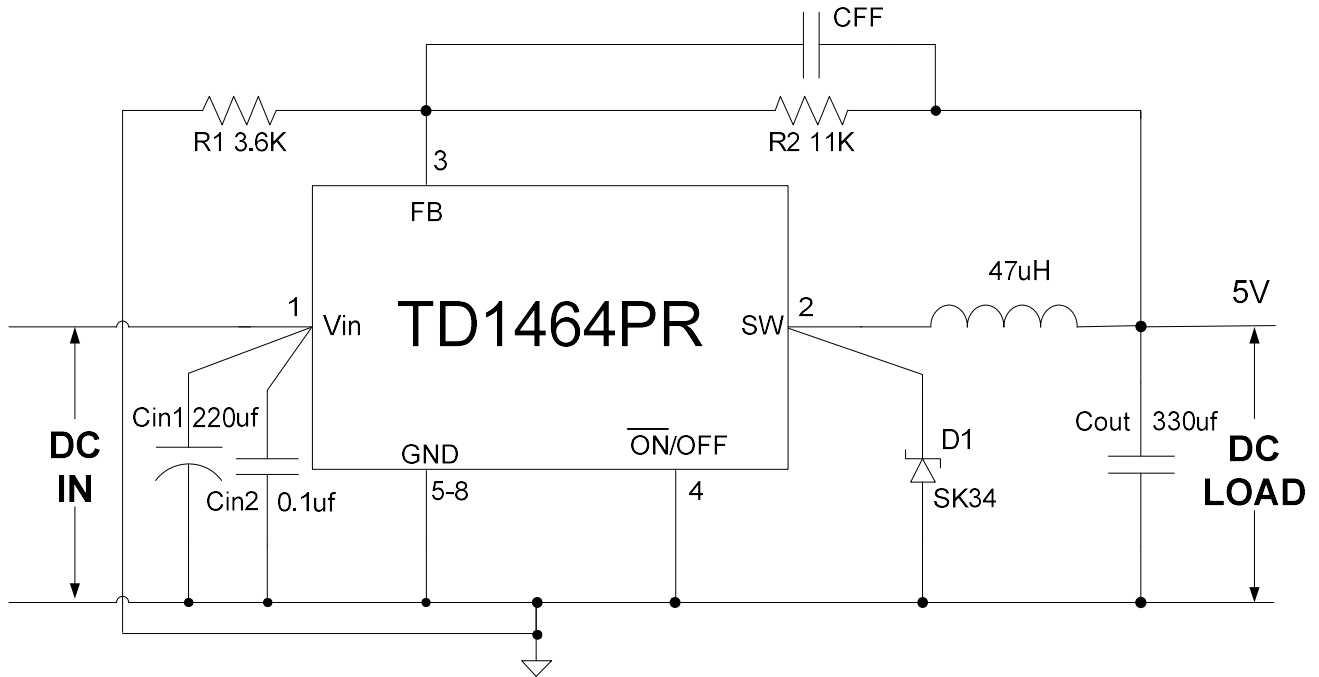 CFF
R1 3.6K
R2 11K
3
FB
47uH
1
Vin
TD1464PR
SW
2
5V
Cin1 220uf
DC
IN
Cin2 0.1uf
GND
5-8
ON/OFF
4
D1
SK34
Cout 330uf
DC
LOAD